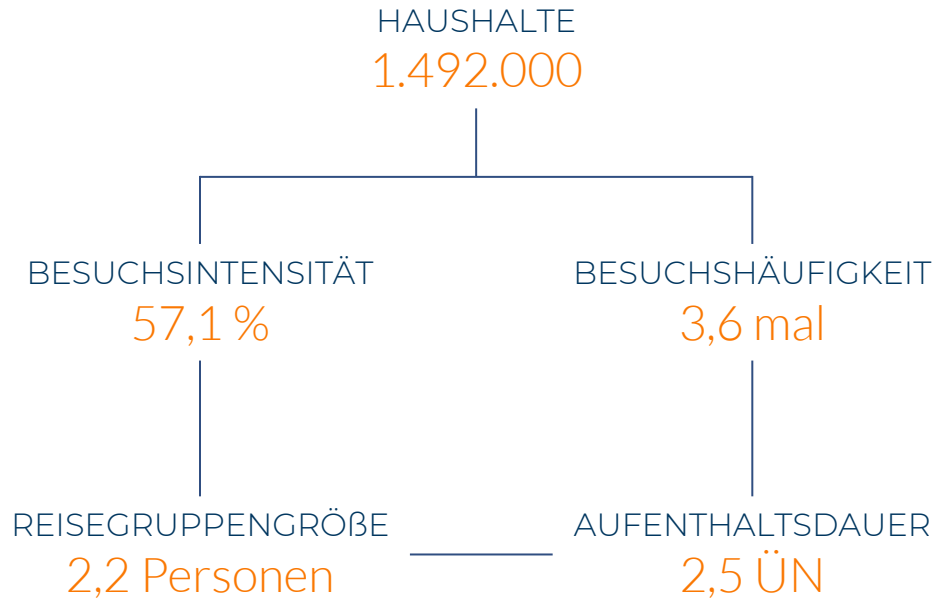 HAUSHALTE
1.492.000
BESUCHSINTENSITÄT
57,1 %
BESUCHSHÄUFIGKEIT
3,6 mal
REISEGRUPPENGRÖßE
2,2 Personen
AUFENTHALTSDAUER
2,5 ÜN